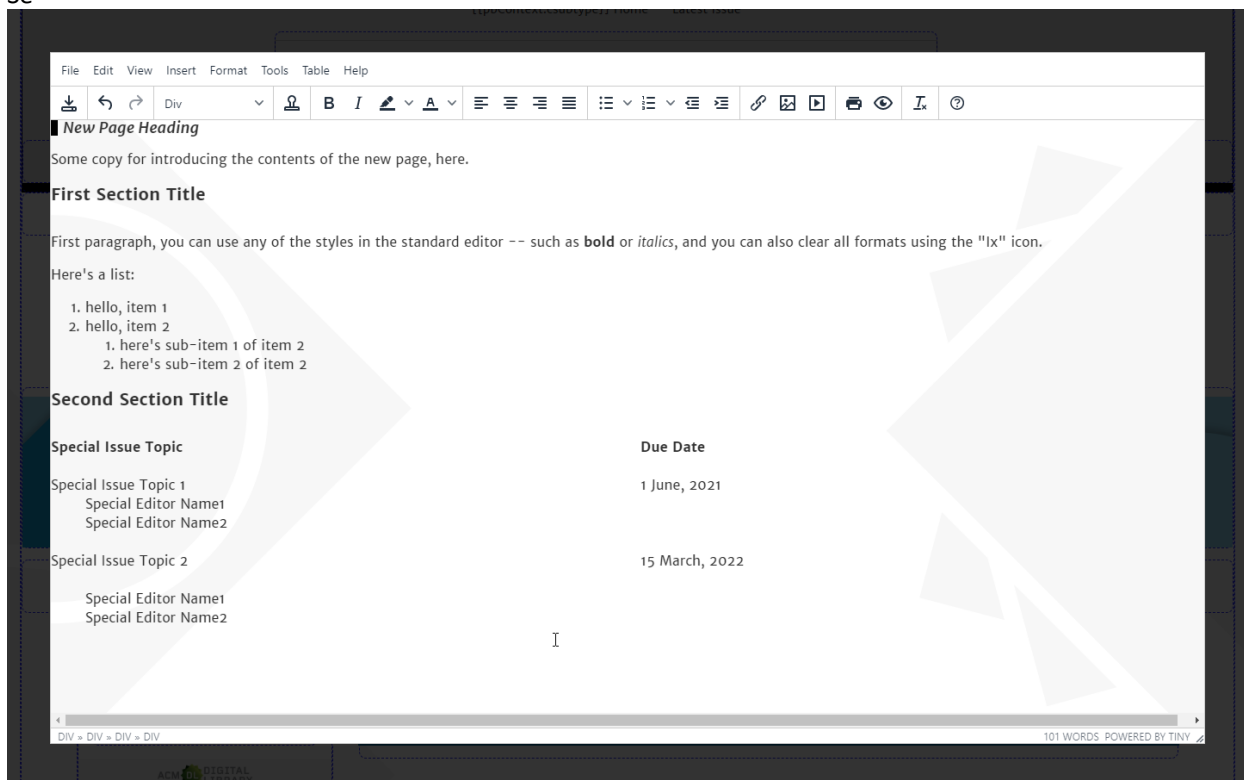 File Edit View Insert Format Tools Table Help
Div B I A
New Page Heading
Some copy for introducing the contents of the new page, here.
First Section Title
First paragraph, you can use any of the styles in the standard editor -- such as bold or italics, and you can also clear all formats using the "Ix" icon.
Here's a list:
1. hello, item 1
2. hello, item 2
1. here's sub-item 1 of item 2
2. here's sub-item 2 of item 2
Second Section Title
Special Issue Topic Due Date
Special Issue Topic 1 1 June, 2021
Special Editor Name1
Special Editor Name2
Special Issue Topic 2 15 March, 2022
Special Editor Name1
Special Editor Name2
DIV » DIV » DIV » DIV 101 WORDS POWERED BY TINY
ACM DIGITAL
LIBRARY